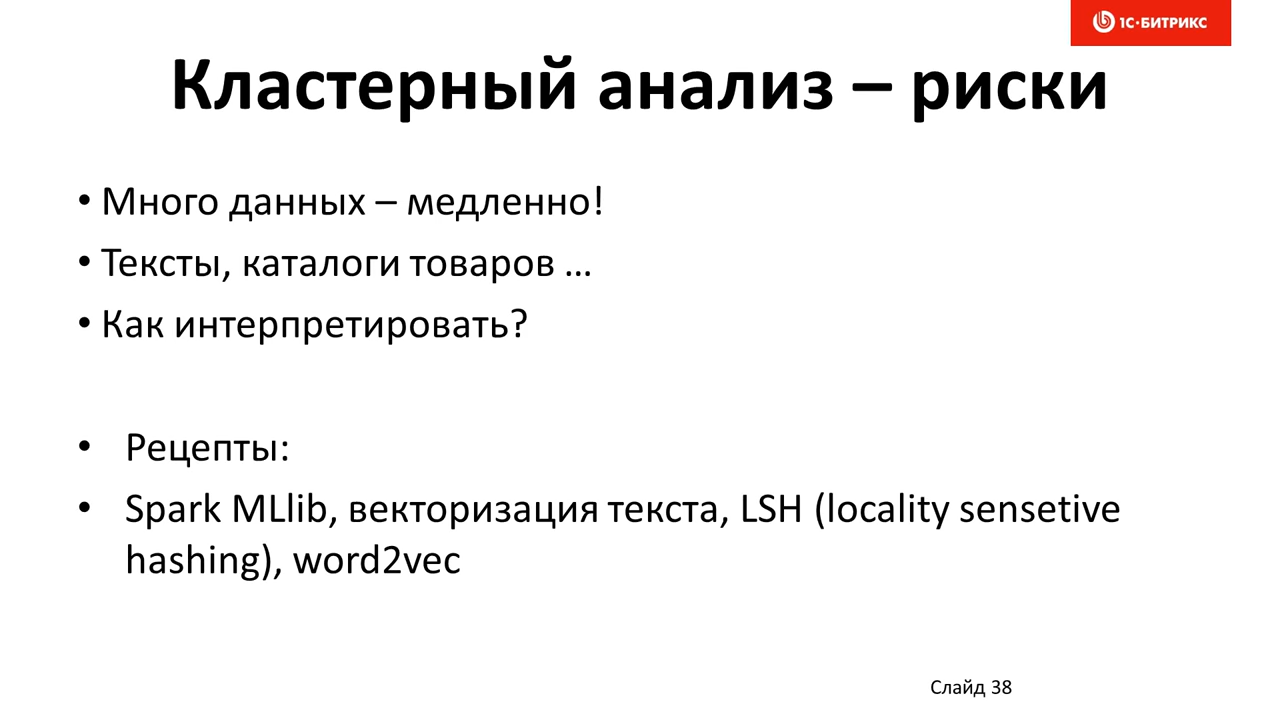 1С·БИТРИКС
Кластерный анализ – риски
• Много данных – медленно!
• Тексты, каталоги товаров ...
• Как интерпретировать?
• Рецепты:
• Spark MLlib, векторизация текста, LSH (locality sensetive
hashing), word2vec
Слайд 38